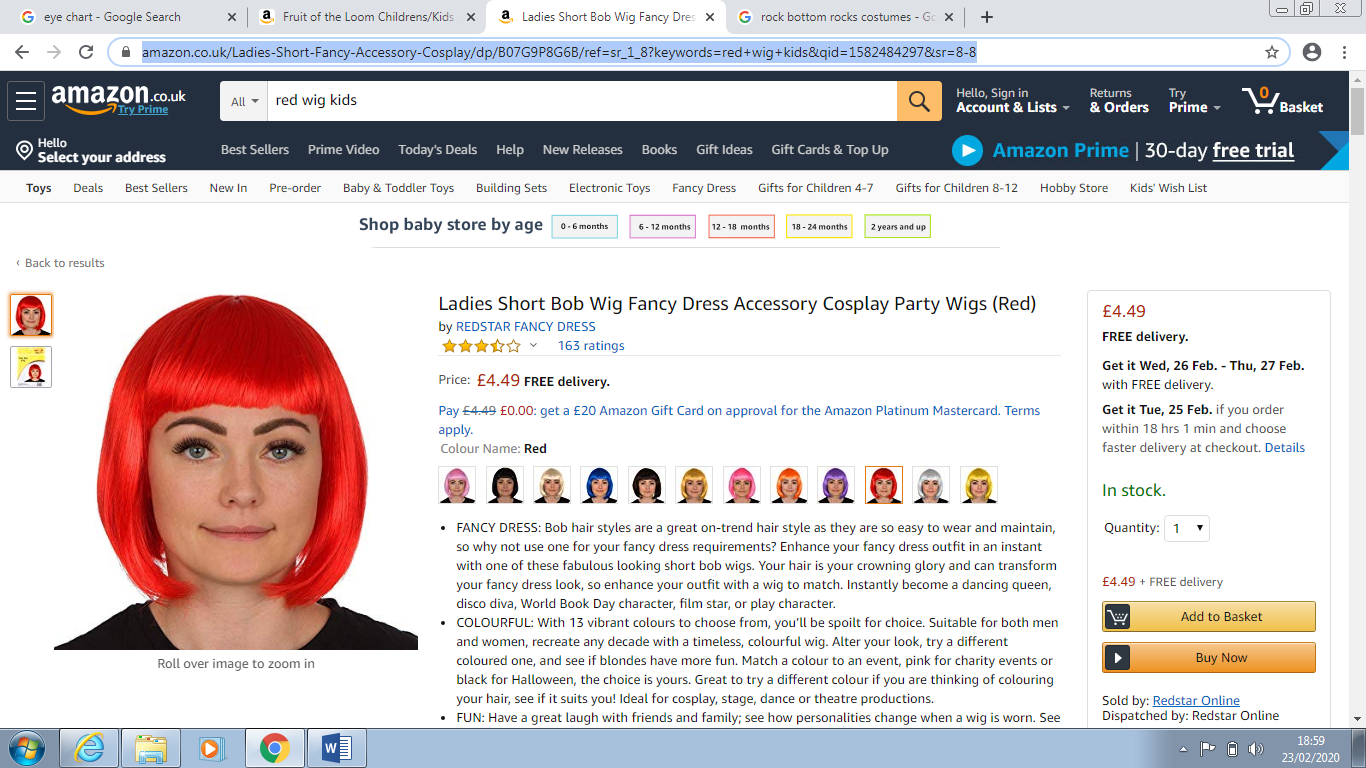 eye chart - Google Search
Fruit of the Loom Childrens/Kids
Ladies Short Bob Wig Fancy Dres
rock bottom rocks costumes - Go
amazon.co.uk/Ladies-Short-Fancy-Accessory-Cosplay/dp/B07G9P8G6B/ref=sr_1_8?keywords=red+wig+kids&qid=1582484297&sr=8-8
amazon.co.uk
Try Prime
All
red wig kids
Hello, Sign in
Account & Lists
Returns
& Orders
Try
Prime
0
Basket
Hello
Select your address
Best Sellers Prime Video Today's Deals Help New Releases Books Gift Ideas Gift Cards & Top Up
Amazon Prime | 30-day free trial
Toys Deals Best Sellers New In Pre-order Baby & Toddler Toys Building Sets Electronic Toys Fancy Dress Gifts for Children 4-7 Gifts for Children 8-12 Hobby Store Kids' Wish List
Shop baby store by age 0 - 6 months 6 - 12 months 12 - 18 months 18 - 24 months 2 years and up
‹ Back to results
Roll over image to zoom in
Ladies Short Bob Wig Fancy Dress Accessory Cosplay Party Wigs (Red)
by REDSTAR FANCY DRESS
163 ratings
Price: £4.49 FREE delivery.
Pay £4.49 £0.00: get a £20 Amazon Gift Card on approval for the Amazon Platinum Mastercard. Terms
apply.
Colour Name: Red
• FANCY DRESS: Bob hair styles are a great on-trend hair style as they are so easy to wear and maintain,
so why not use one for your fancy dress requirements? Enhance your fancy dress outfit in an instant
with one of these fabulous looking short bob wigs. Your hair is your crowning glory and can transform
your fancy dress look, so enhance your outfit with a wig to match. Instantly become a dancing queen,
disco diva, World Book Day character, film star, or play character.
• COLOURFUL: With 13 vibrant colours to choose from, you'll be spoilt for choice. Suitable for both men
and women, recreate any decade with a timeless, colourful wig. Alter your look, try a different
coloured one, and see if blondes have more fun. Match a colour to an event, pink for charity events or
black for Halloween, the choice is yours. Great to try a different colour if you are thinking of colouring
your hair, see if it suits you! Ideal for cosplay, stage, dance or theatre productions.
• FUN: Have a great laugh with friends and family; see how personalities change when a wig is worn. See
£4.49
FREE delivery.
Get it Wed, 26 Feb. - Thu, 27 Feb.
with FREE delivery.
Get it Tue, 25 Feb. if you order
within 18 hrs 1 min and choose
faster delivery at checkout. Details
In stock.
Quantity: 1
£4.49 + FREE delivery
Add to Basket
Buy Now
Sold by: Redstar Online
Dispatched by: Redstar Online
18:59
23/02/2020